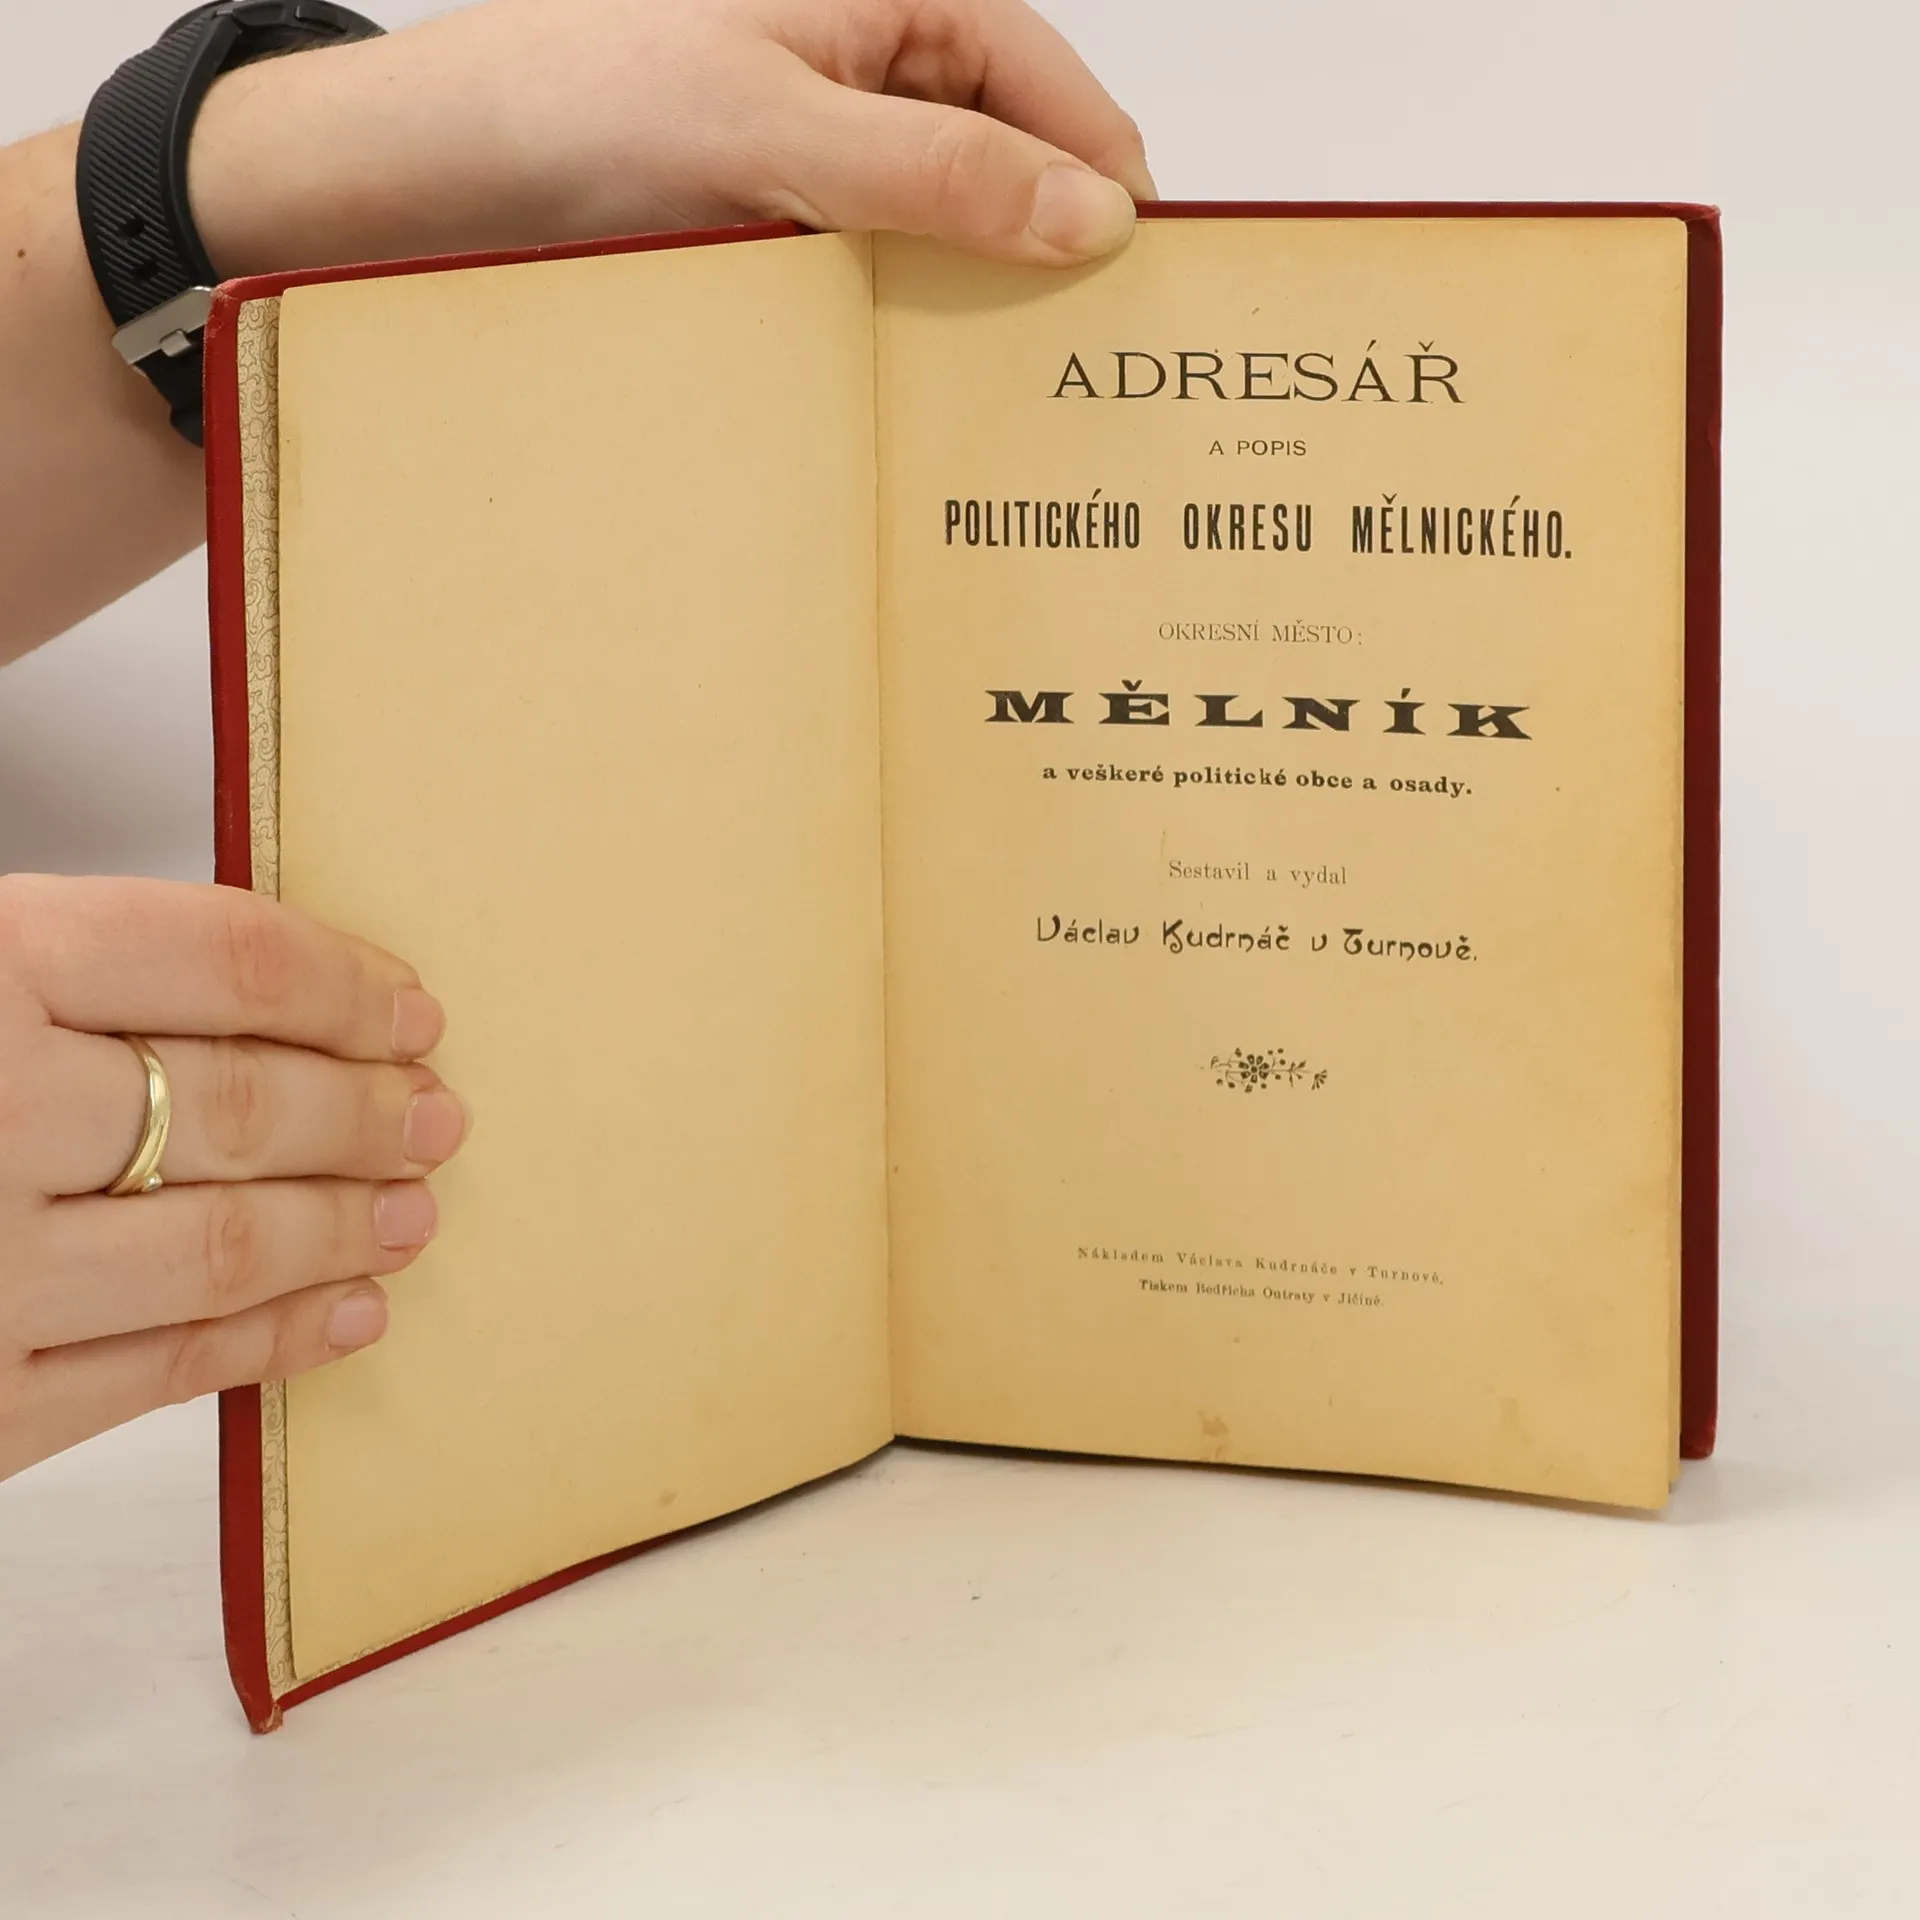 ADRESÁŘ
A POPIS
POLITICKÉHO OKRESU MĚLNICKÉHO.
OKRESNÍ MĚSTO:
MĚLNÍK
a veškeré politické obce a osady.
Sestavil a vydal
Václav Kudrnáč v Turnově.
Nákladem Václava Kudrnáče v Turnově.
Tiskem Bedřicha Outraty v Jičíně.